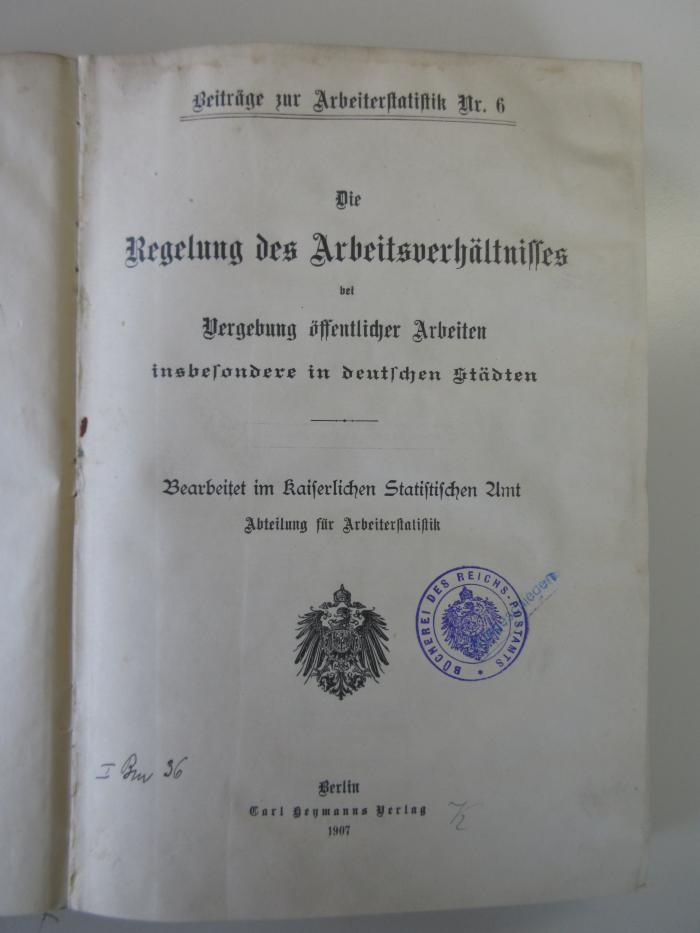 Beiträge zur Arbeiterstatistik Nr. 6
Die
Regelung des Arbeitsverhältnisses
bei
Vergebung öffentlicher Arbeiten
insbesondere in deutschen Städten
Bearbeitet im Kaiserlichen Statistischen Amt
Abteilung für Arbeiterstatistik
BÜCHEREI DES REICHS-POSTAMTS *
I 36
Berlin
Carl Heymanns Verlag
1907